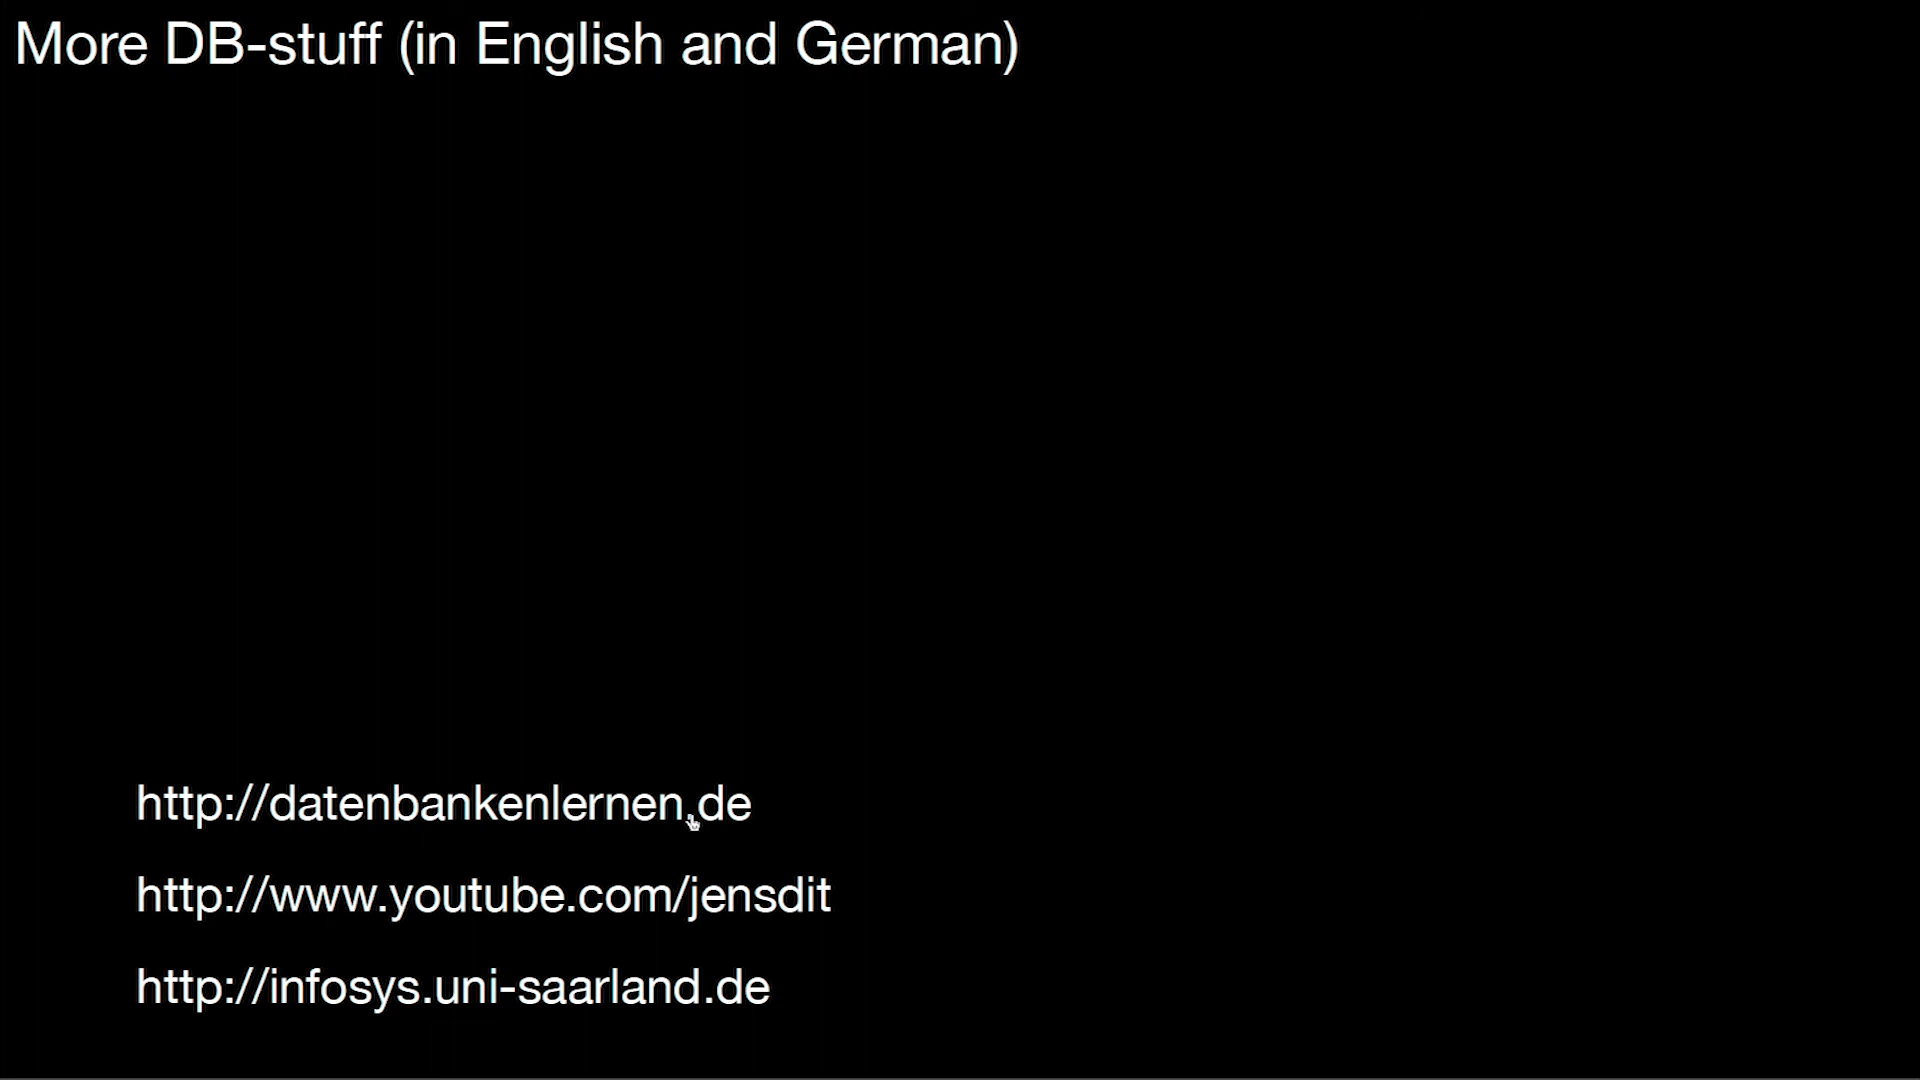 More DB-stuff (in English and German)
http://datenbankenlernen.de
http://www.youtube.com/jensdit
http://infosys.uni-saarland.de